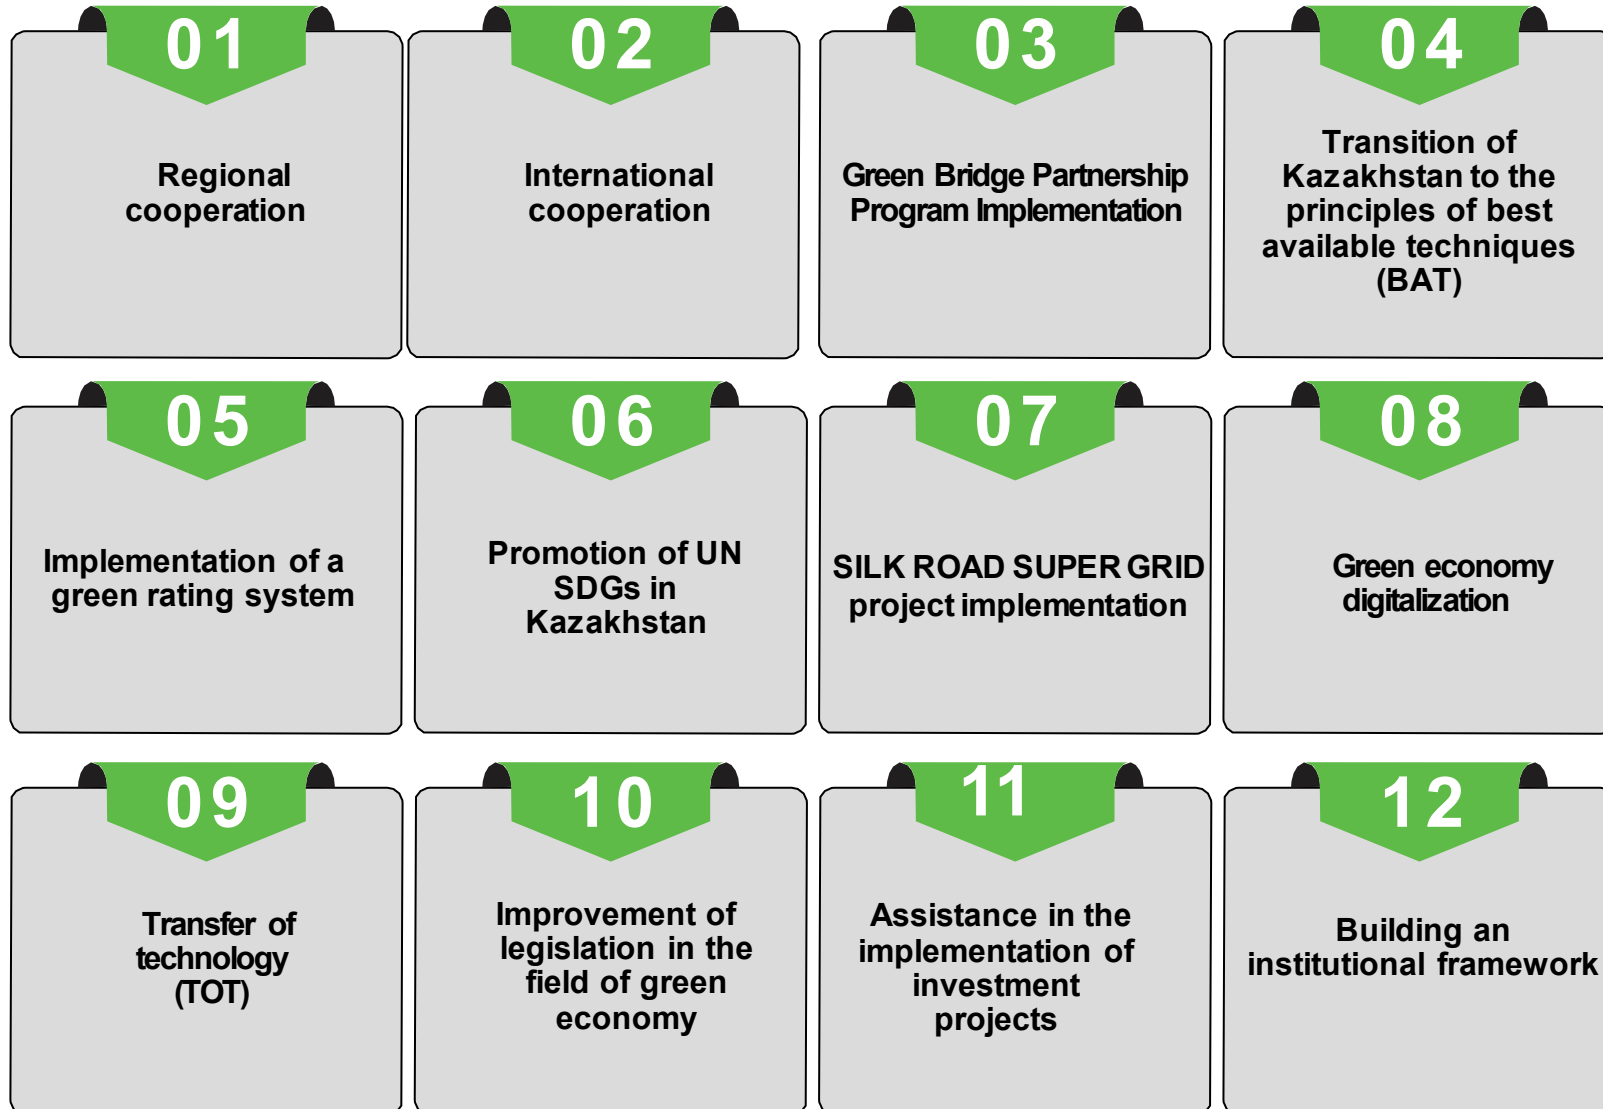 01
Regional
cooperation
02
International
cooperation
03
Green Bridge Partnership
Program Implementation
04
Transition of
Kazakhstan to the
principles of best
available techniques
(BAT)
05
Implementation of a
green rating system
06
Promotion of UN
SDGs in
Kazakhstan
07
SILK ROAD SUPER GRID
project implementation
08
Green economy
digitalization
09
Transfer of
technology
(TOT)
10
Improvement of
legislation in the
field of green
economy
11
Assistance in the
implementation of
investment
projects
12
Building an
institutional framework